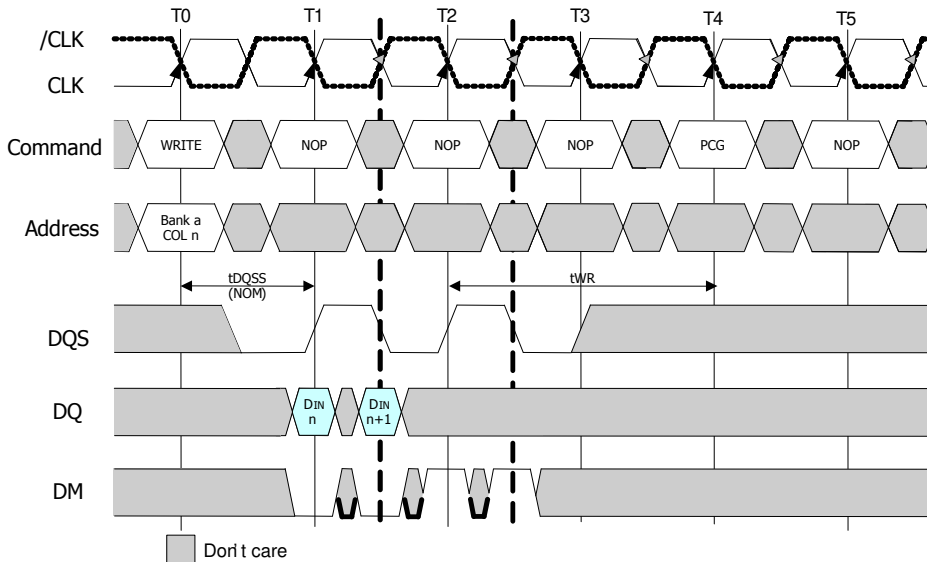 T0 T1 T2 T3 T4 T5
/CLK
CLK
Command WRITE NOP NOP NOP PCG NOP
Address Bank a
COL n
tDQSS
(NOM)
tWR
DQS
DQ DIN
n
DIN
n+1
DM
Don't care